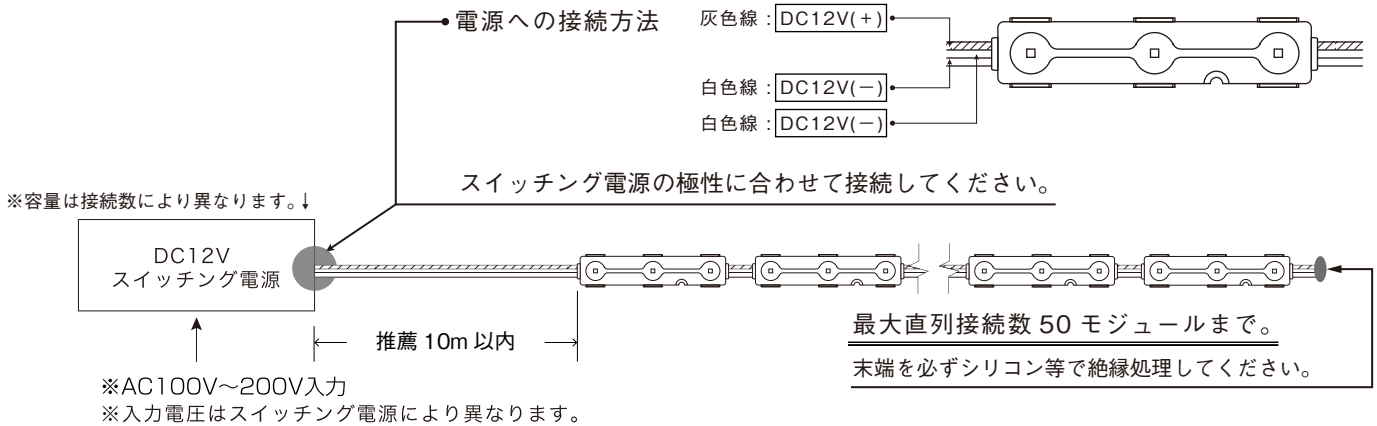 電源への接続方法
灰色線：DC12V(+)
白色線：DC12V(−)
白色線：DC12V(−)
スイッチング電源の極性に合わせて接続してください。
※容量は接続数により異なります。↓
DC12V
スイッチング電源
推薦 10m 以内
最大直列接続数 50 モジュールまで。
末端を必ずシリコン等で絶縁処理してください。
※AC100V～200V入力
※入力電圧はスイッチング電源により異なります。